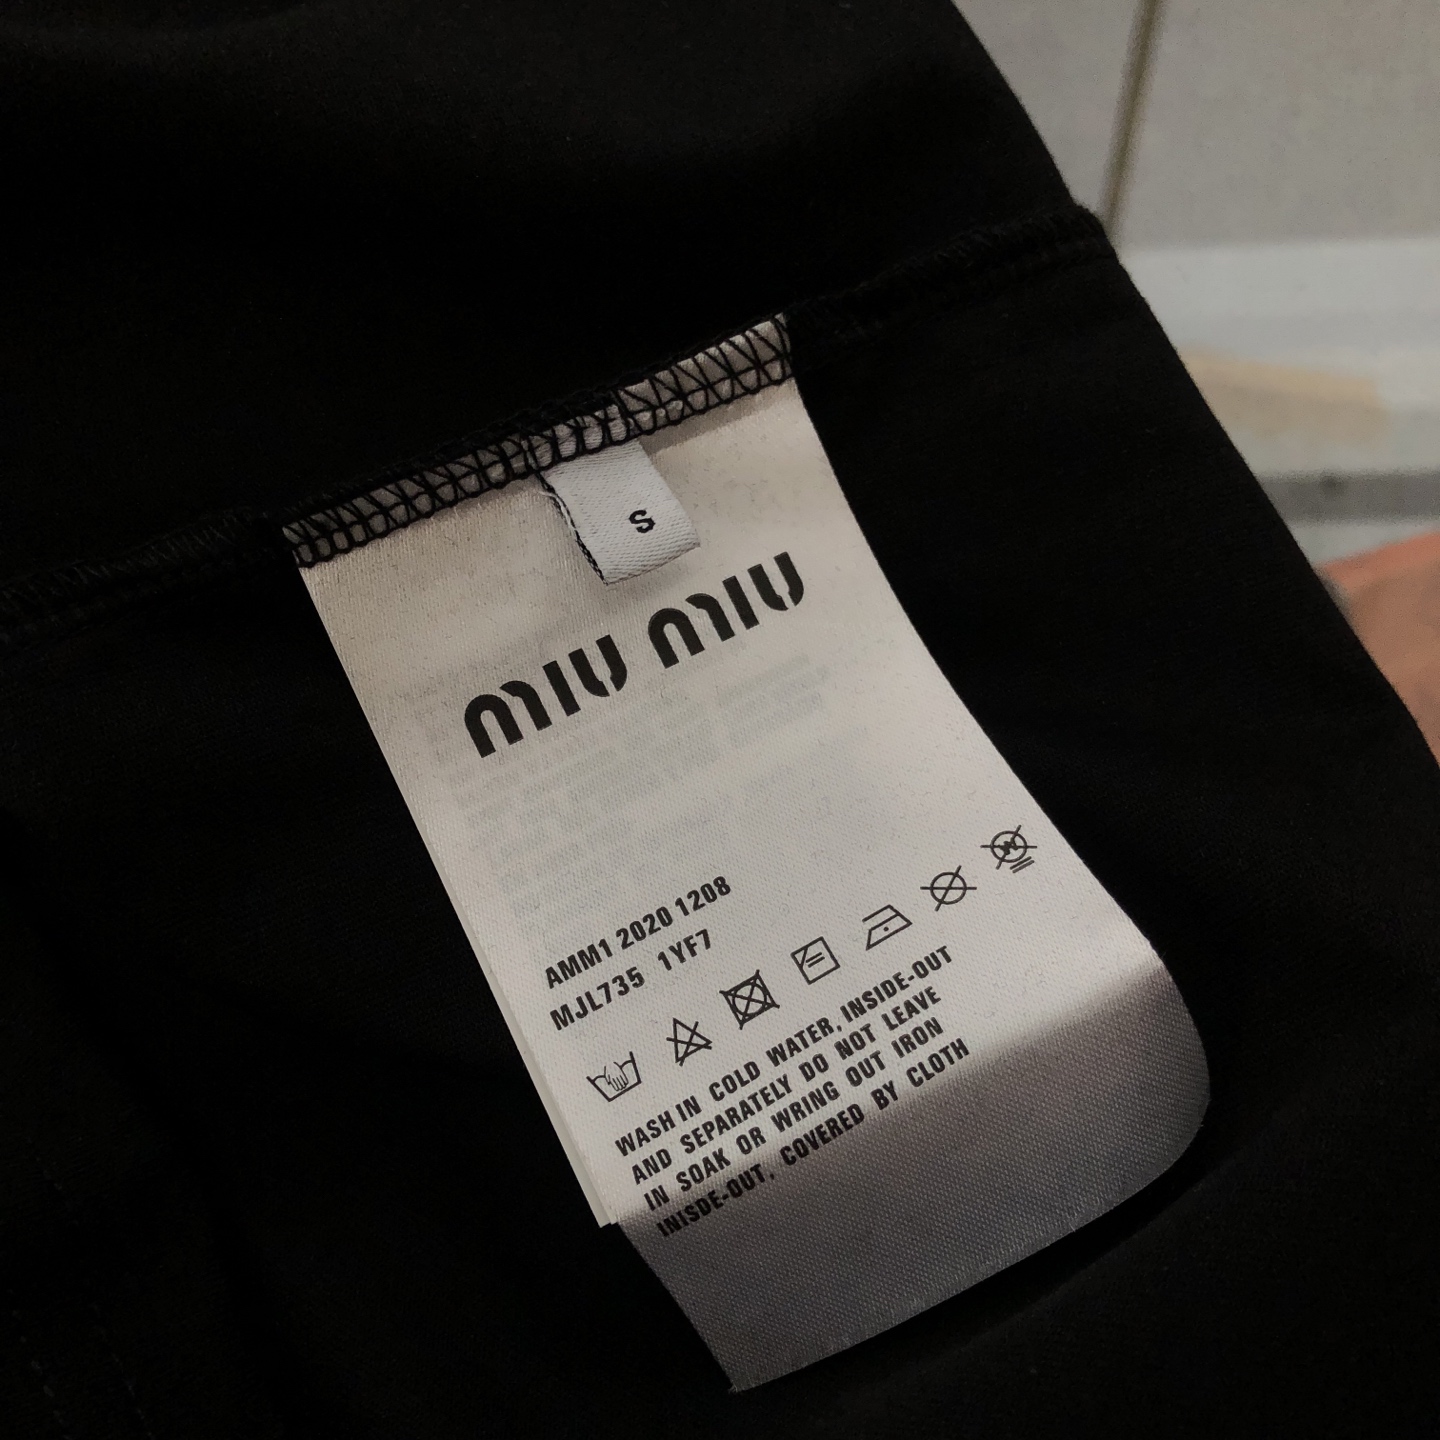 S
MIU MIU
AMM1 2020 1208
MJL735 1YF7
WASH IN COLD WATER, INSIDE-OUT
AND SEPARATELY DO NOT LEAVE
IN SOAK OR WRING OUT IRON
INISDE-OUT, COVERED BY CLOTH